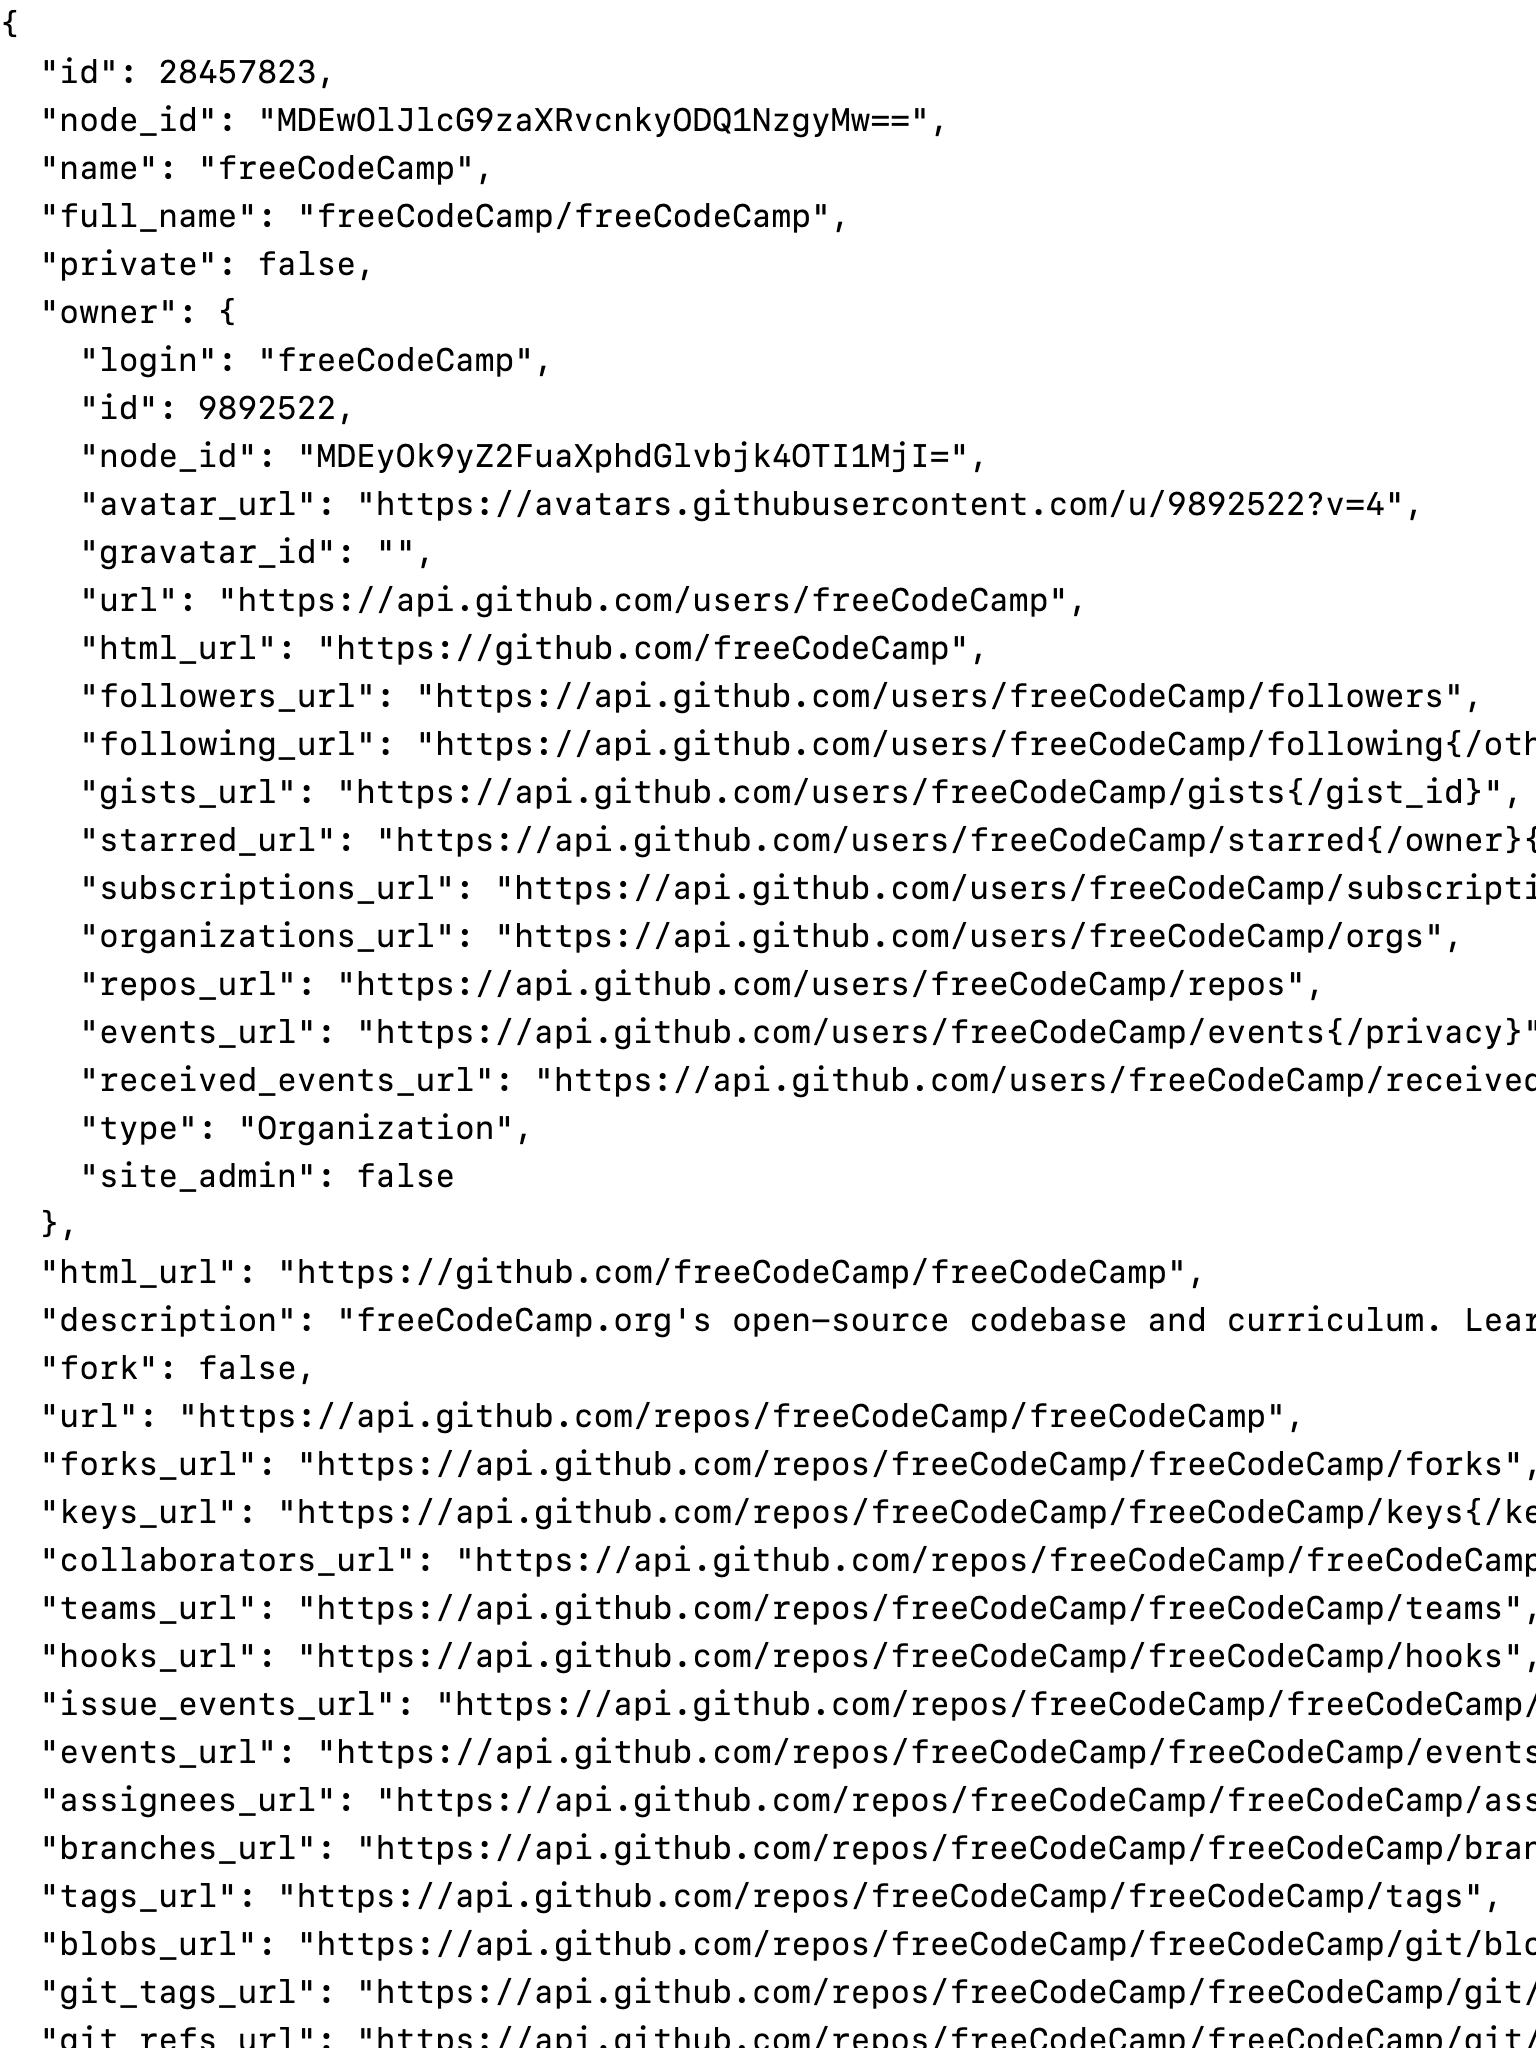 {
  "id": 28457823,
  "node_id": "MDEwOlJlcG9zaXRvcnkyODQ1NzgyMw==",
  "name": "freeCodeCamp",
  "full_name": "freeCodeCamp/freeCodeCamp",
  "private": false,
  "owner": {
    "login": "freeCodeCamp",
    "id": 9892522,
    "node_id": "MDEyOk9yZ2FuaXphdGlvbjk4OTI1MjI=",
    "avatar_url": "https://avatars.githubusercontent.com/u/9892522?v=4",
    "gravatar_id": "",
    "url": "https://api.github.com/users/freeCodeCamp",
    "html_url": "https://github.com/freeCodeCamp",
    "followers_url": "https://api.github.com/users/freeCodeCamp/followers",
    "following_url": "https://api.github.com/users/freeCodeCamp/following{/oth
    "gists_url": "https://api.github.com/users/freeCodeCamp/gists{/gist_id}",
    "starred_url": "https://api.github.com/users/freeCodeCamp/starred{/owner}{
    "subscriptions_url": "https://api.github.com/users/freeCodeCamp/subscripti
    "organizations_url": "https://api.github.com/users/freeCodeCamp/orgs",
    "repos_url": "https://api.github.com/users/freeCodeCamp/repos",
    "events_url": "https://api.github.com/users/freeCodeCamp/events{/privacy}"
    "received_events_url": "https://api.github.com/users/freeCodeCamp/received
    "type": "Organization",
    "site_admin": false
  },
  "html_url": "https://github.com/freeCodeCamp/freeCodeCamp",
  "description": "freeCodeCamp.org's open-source codebase and curriculum. Lear
  "fork": false,
  "url": "https://api.github.com/repos/freeCodeCamp/freeCodeCamp",
  "forks_url": "https://api.github.com/repos/freeCodeCamp/freeCodeCamp/forks",
  "keys_url": "https://api.github.com/repos/freeCodeCamp/freeCodeCamp/keys{/ke
  "collaborators_url": "https://api.github.com/repos/freeCodeCamp/freeCodeCamp
  "teams_url": "https://api.github.com/repos/freeCodeCamp/freeCodeCamp/teams",
  "hooks_url": "https://api.github.com/repos/freeCodeCamp/freeCodeCamp/hooks",
  "issue_events_url": "https://api.github.com/repos/freeCodeCamp/freeCodeCamp/
  "events_url": "https://api.github.com/repos/freeCodeCamp/freeCodeCamp/events
  "assignees_url": "https://api.github.com/repos/freeCodeCamp/freeCodeCamp/ass
  "branches_url": "https://api.github.com/repos/freeCodeCamp/freeCodeCamp/bran
  "tags_url": "https://api.github.com/repos/freeCodeCamp/freeCodeCamp/tags",
  "blobs_url": "https://api.github.com/repos/freeCodeCamp/freeCodeCamp/git/blo
  "git_tags_url": "https://api.github.com/repos/freeCodeCamp/freeCodeCamp/git/
  "git_refs_url": "https://api.github.com/repos/freeCodeCamp/freeCodeCamp/git/